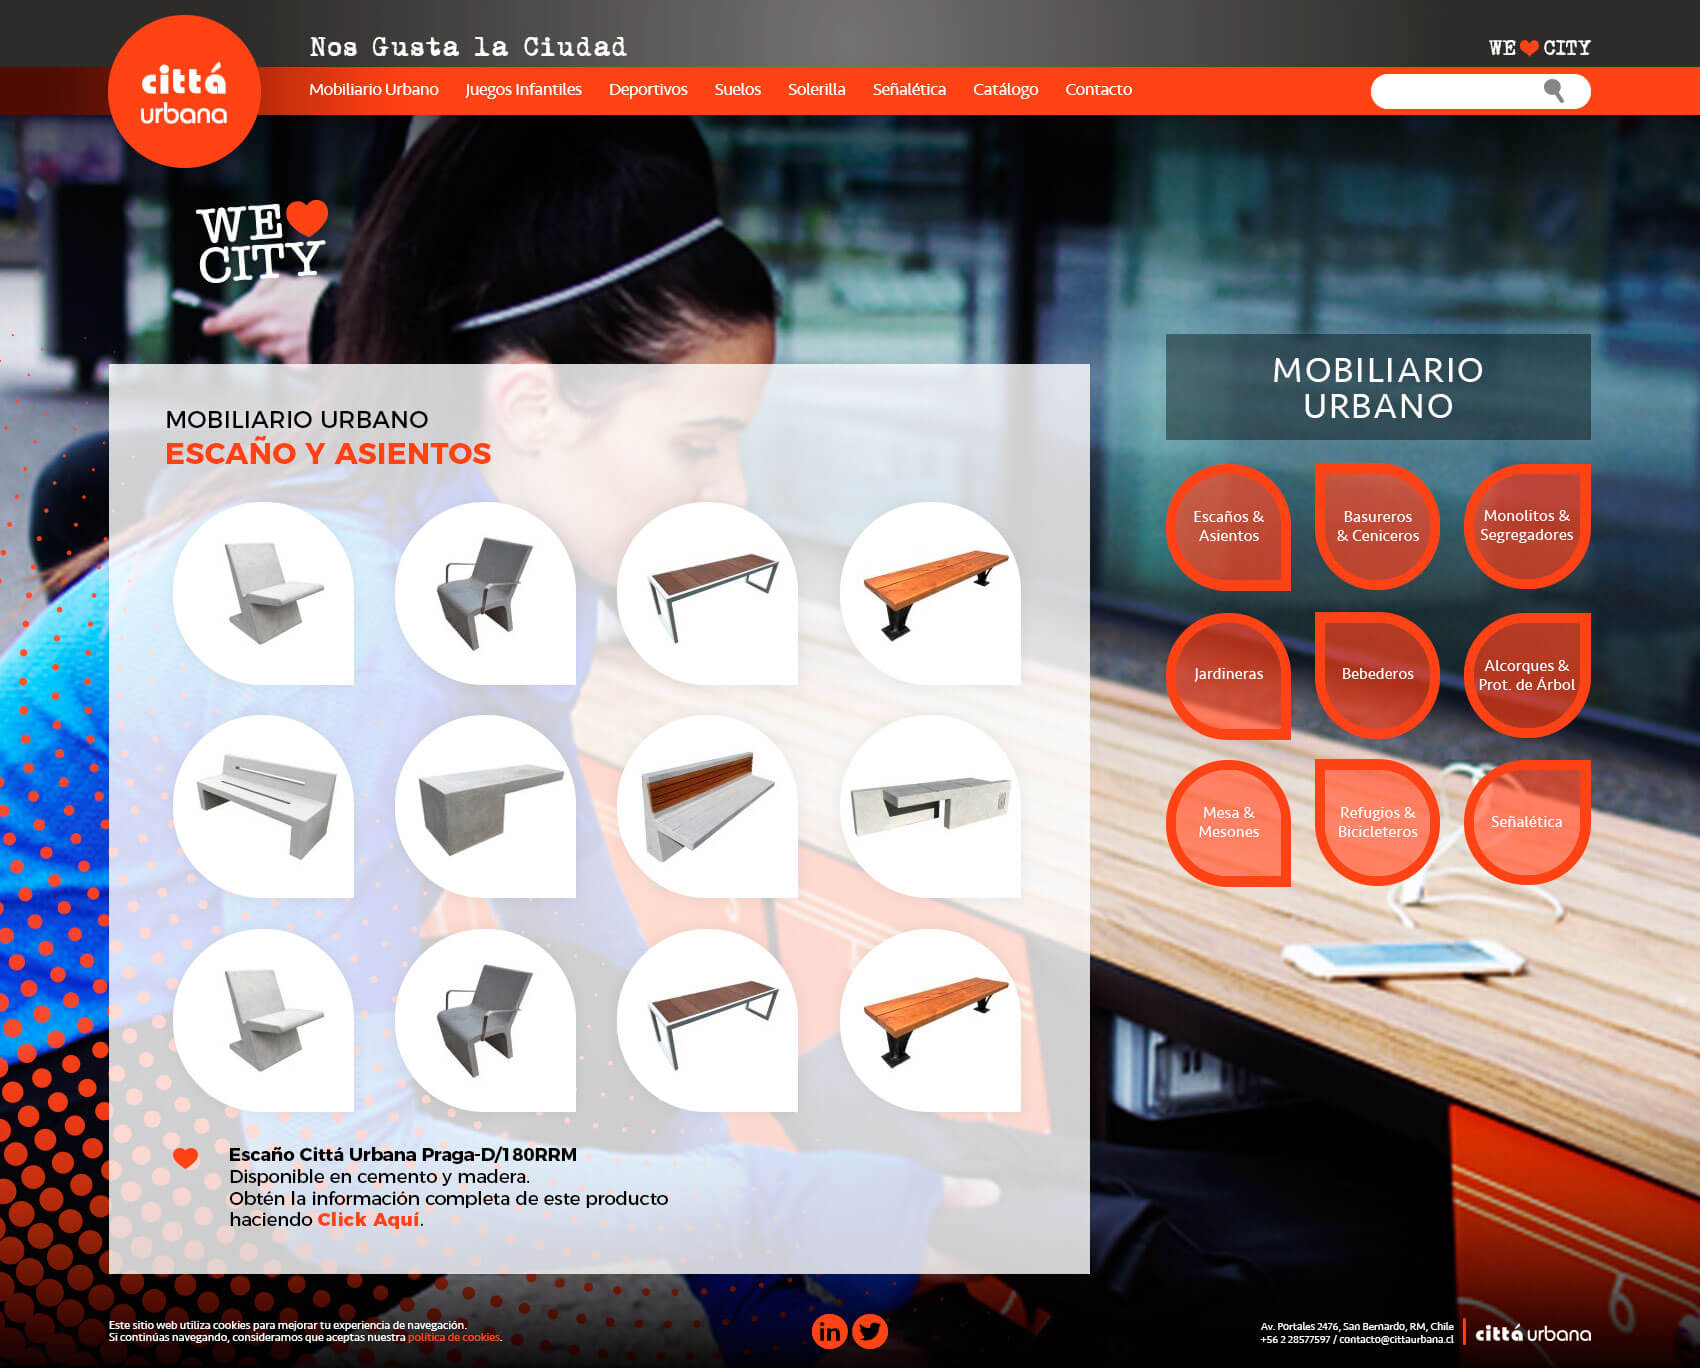 Nos Gusta la Ciudad
WE CITY
cittá
urbana
Mobiliario Urbano Juegos Infantiles Deportivos Suelos Solerilla Señalética Catálogo Contacto
WE
CITY
MOBILIARIO URBANO
ESCAÑO Y ASIENTOS
MOBILIARIO
URBANO
Escaños &
Asientos
Basureros
& Ceniceros
Monolitos &
Segregadores
Jardineras
Bebederos
Alcorques &
Prot. de Árbol
Mesa &
Mesones
Refugios &
Bicicleteros
Señalética
Escaño Cittá Urbana Praga-D/180RRM
Disponible en cemento y madera.
Obtén la información completa de este producto
haciendo Click Aquí.
Este sitio web utiliza cookies para mejorar tu experiencia de navegación.
Si continúas navegando, consideramos que aceptas nuestra política de cookies.
in
Av. Portales 2476, San Bernardo, RM, Chile
+56 2 28577597 / contacto@cittaurbana.cl
cittá urbana